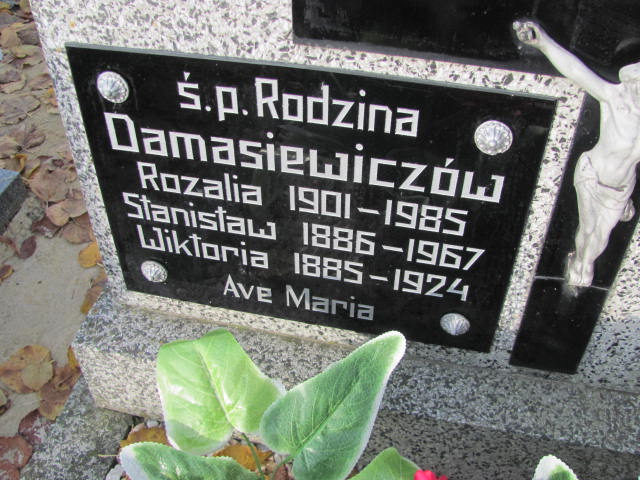 ś.p. Rodzina
Damasiewiczów
Rozalia 1901-1985
Stanisław 1886-1967
Wiktoria 1885-1924
Ave Maria